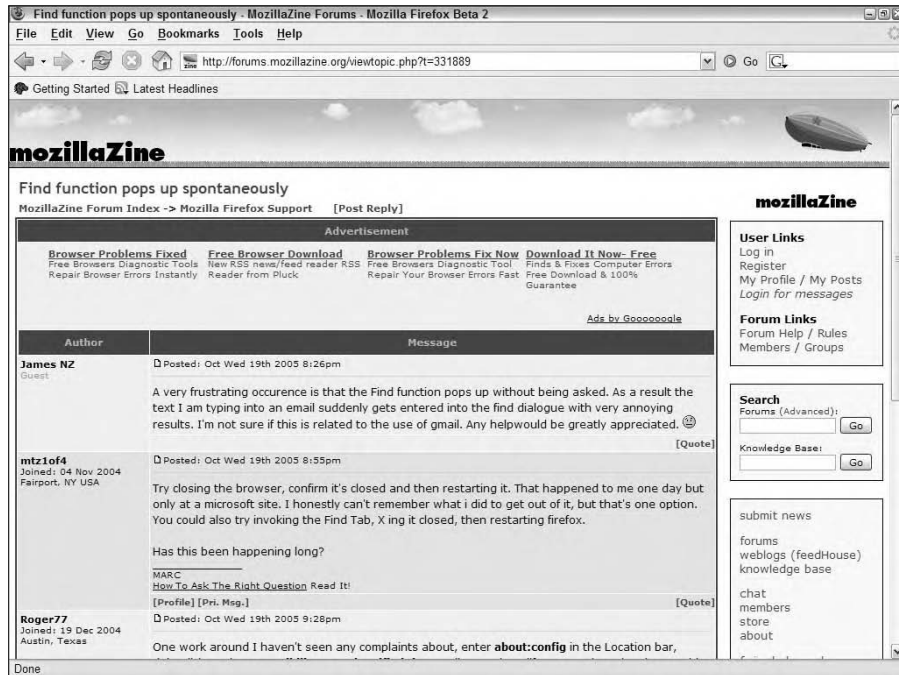 Find function pops up spontaneously - MozillaZine Forums - Mozilla Firefox Beta 2
File Edit View Go Bookmarks Tools Help
http://forums.mozillazine.org/viewtopic.php?t=331889
Go
G
Getting Started Latest Headlines
mozillaZine
Find function pops up spontaneously
MozillaZine Forum Index -> Mozilla Firefox Support [Post Reply]
Advertisement
Browser Problems Fixed
Free Browsers Diagnostic Tools
Repair Browser Errors Instantly
Free Browser Download
New RSS news/feed reader RSS
Reader from Pluck
Browser Problems Fix Now
Free Browsers Diagnostic Tool
Repair Your Browser Errors Fast
Download It Now- Free
Finds & Fixes Computer Errors
Free Download & 100%
Guarantee
Ads by Goooooogle
Author Message
James NZ
Guest
Posted: Oct Wed 19th 2005 8:26pm
A very frustrating occurence is that the Find function pops up without being asked. As a result the
text I am typing into an email suddenly gets entered into the find dialogue with very annoying
results. I'm not sure if this is related to the use of gmail. Any helpwould be greatly appreciated.
[Quote]
mtz1of4
Joined: 04 Nov 2004
Fairport, NY USA
Posted: Oct Wed 19th 2005 8:55pm
Try closing the browser, confirm it's closed and then restarting it. That happened to me one day but
only at a microsoft site. I honestly can't remember what i did to get out of it, but that's one option.
You could also try invoking the Find Tab, X ing it closed, then restarting firefox.
Has this been happening long?
MARC
How To Ask The Right Question Read It!
[Profile] [Pri. Msg.] [Quote]
Roger77
Joined: 19 Dec 2004
Austin, Texas
Posted: Oct Wed 19th 2005 9:28pm
One work around I haven't seen any complaints about, enter about:config in the Location bar,
mozillaZine
User Links
Log in
Register
My Profile / My Posts
Login for messages
Forum Links
Forum Help / Rules
Members / Groups
Search
Forums (Advanced):
Go
Knowledge Base:
Go
submit news
forums
weblogs (feedHouse)
knowledge base
chat
members
store
about
Done